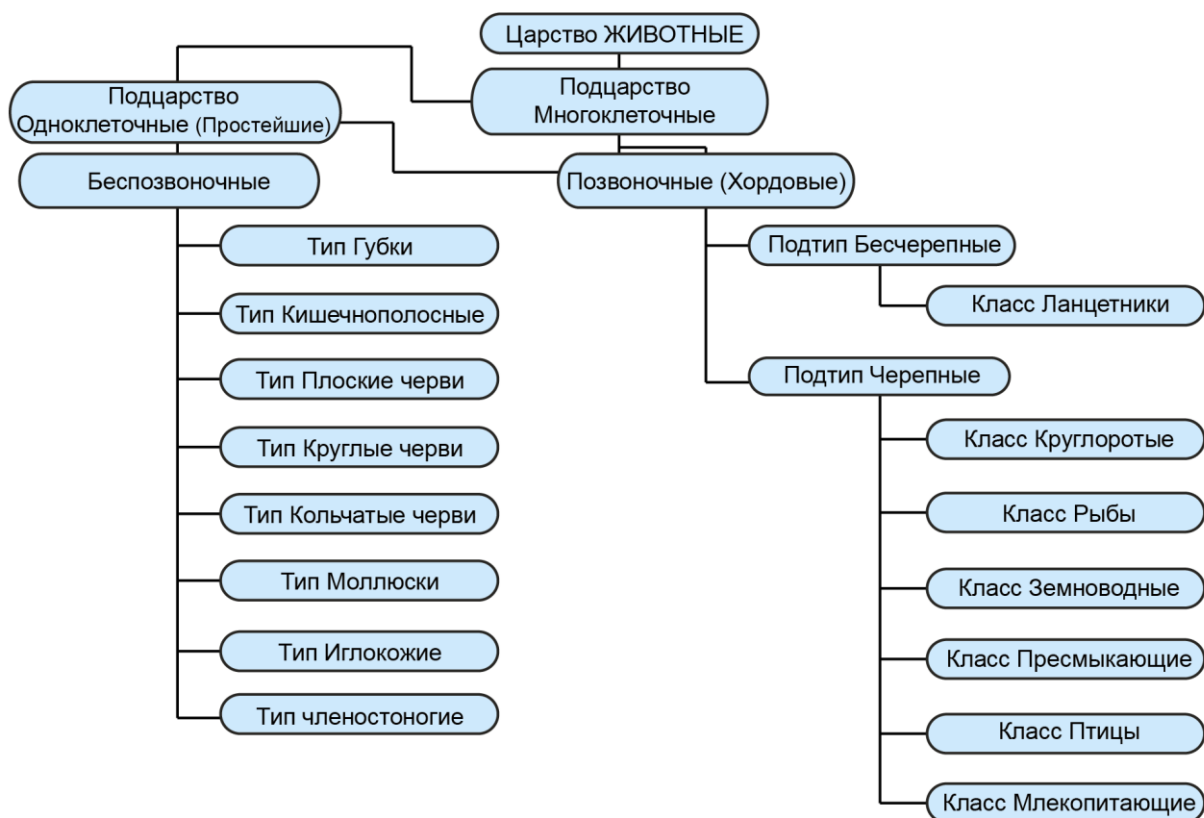 Царство ЖИВОТНЫЕ
Подцарство
Одноклеточные (Простейшие)
Подцарство
Многоклеточные
Беспозвоночные
Позвоночные (Хордовые)
Тип Губки
Тип Кишечнополосные
Тип Плоские черви
Тип Круглые черви
Тип Кольчатые черви
Тип Моллюски
Тип Иглокожие
Тип членостоногие
Подтип Бесчерепные
Класс Ланцетники
Подтип Черепные
Класс Круглоротые
Класс Рыбы
Класс Земноводные
Класс Пресмыкающие
Класс Птицы
Класс Млекопитающие